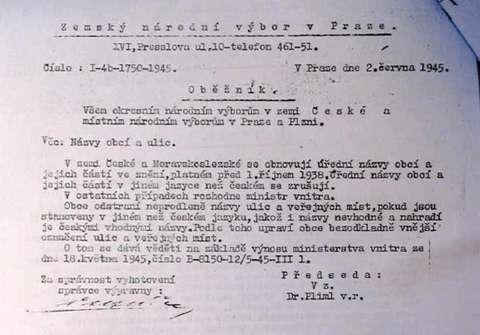 Zemský národní výbor v Praze.
XVI, Presslova ul, 10-telefon 461-51.
Číslo : I-4b-1750-1945. V Praze dne 2. června 1945.
Oběžník.
Všem okresním národním výborům v zemi České a
místním národním výborům v Praze a Plzni.
Věc: Názvy obcí a ulic.
V zemi České a Moravskoslezské se obnovují úřední názvy obcí a
jejich částí ve znění, platném před 1. říjnem 1938. Úřední názvy obcí a
jejich částí v jiném jazyce než českém se zrušují.
V ostatních případech rozhodne ministr vnitra.
Obce odstraní neprodleně názvy ulic a veřejných míst, pokud jsou
stanoveny v jiném než českém jazyku, jakož i názvy nevhodné a nahradí
je českými vhodnými názvy. Podle toho upraví obce bezodkladně vnější
označení ulic a veřejných míst.
O tom se dává věděti na základě výnosu ministerstva vnitra ze
dne 18. května 1945, číslo B-8150-12/5-45-III 1.
Za správnost vyhotovení Předseda:
správce výpravny : Vz.
Dr. Pliml v.r.